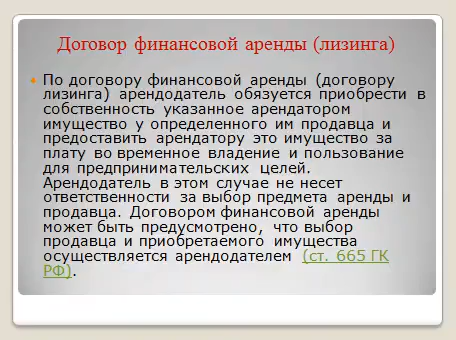 Договор финансовой аренды (лизинга)
По договору финансовой аренды (договору
лизинга) арендодатель обязуется приобрести в
собственность указанное арендатором
имущество у определенного им продавца и
предоставить арендатору это имущество за
плату во временное владение и пользование
для предпринимательских целей.
Арендодатель в этом случае не несет
ответственности за выбор предмета аренды и
продавца. Договором финансовой аренды
может быть предусмотрено, что выбор
продавца и приобретаемого имущества
осуществляется арендодателем (ст. 665 ГК
РФ).